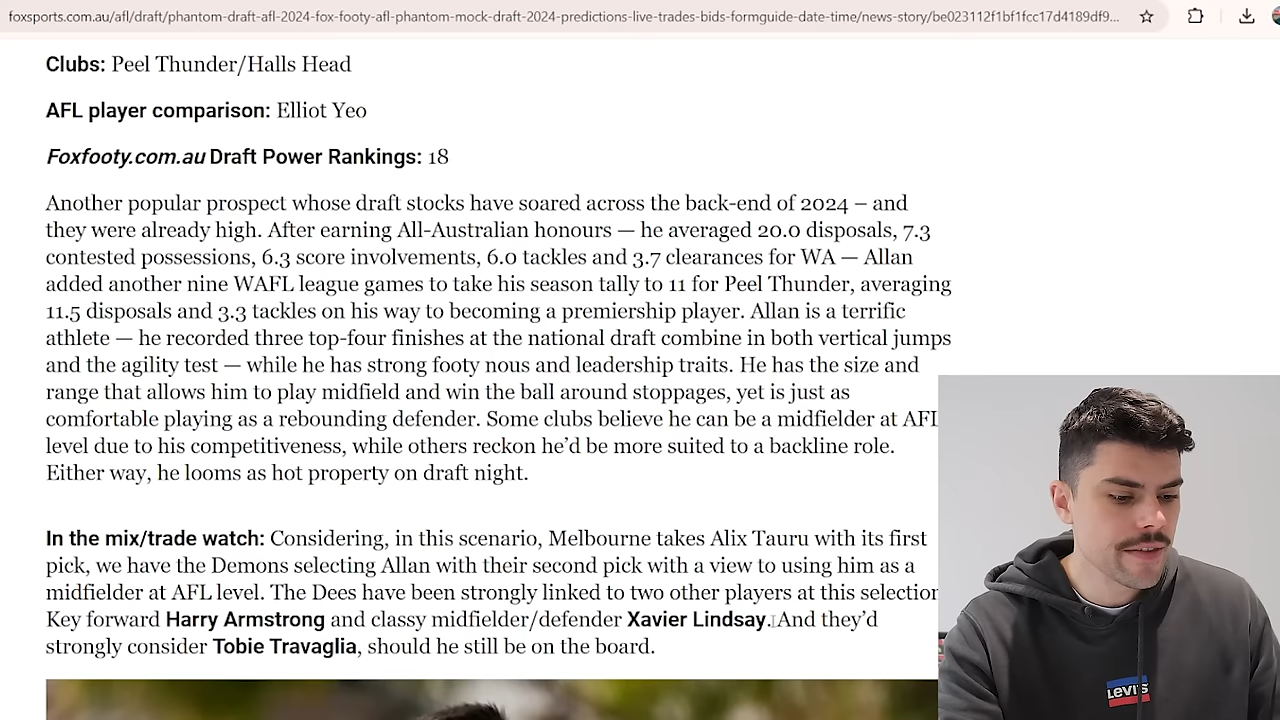 foxsports.com.au/afl/draft/phantom-draft-afl-2024-fox-footy-afl-phantom-mock-draft-2024-predictions-live-trades-bids-formguide-date-time/news-story/be023112f1bf1fcc17d4189df9...
Clubs: Peel Thunder/Halls Head
AFL player comparison: Elliot Yeo
Foxfooty.com.au Draft Power Rankings: 18
Another popular prospect whose draft stocks have soared across the back-end of 2024 – and
they were already high. After earning All-Australian honours — he averaged 20.0 disposals, 7.3
contested possessions, 6.3 score involvements, 6.0 tackles and 3.7 clearances for WA — Allan
added another nine WAFL league games to take his season tally to 11 for Peel Thunder, averaging
11.5 disposals and 3.3 tackles on his way to becoming a premiership player. Allan is a terrific
athlete — he recorded three top-four finishes at the national draft combine in both vertical jumps
and the agility test — while he has strong footy nous and leadership traits. He has the size and
range that allows him to play midfield and win the ball around stoppages, yet is just as
comfortable playing as a rebounding defender. Some clubs believe he can be a midfielder at AFL
level due to his competitiveness, while others reckon he'd be more suited to a backline role.
Either way, he looms as hot property on draft night.
In the mix/trade watch: Considering, in this scenario, Melbourne takes Alix Tauru with its first
pick, we have the Demons selecting Allan with their second pick with a view to using him as a
midfielder at AFL level. The Dees have been strongly linked to two other players at this selection
Key forward Harry Armstrong and classy midfielder/defender Xavier Lindsay. And they'd
strongly consider Tobie Travaglia, should he still be on the board.
LEVI'S